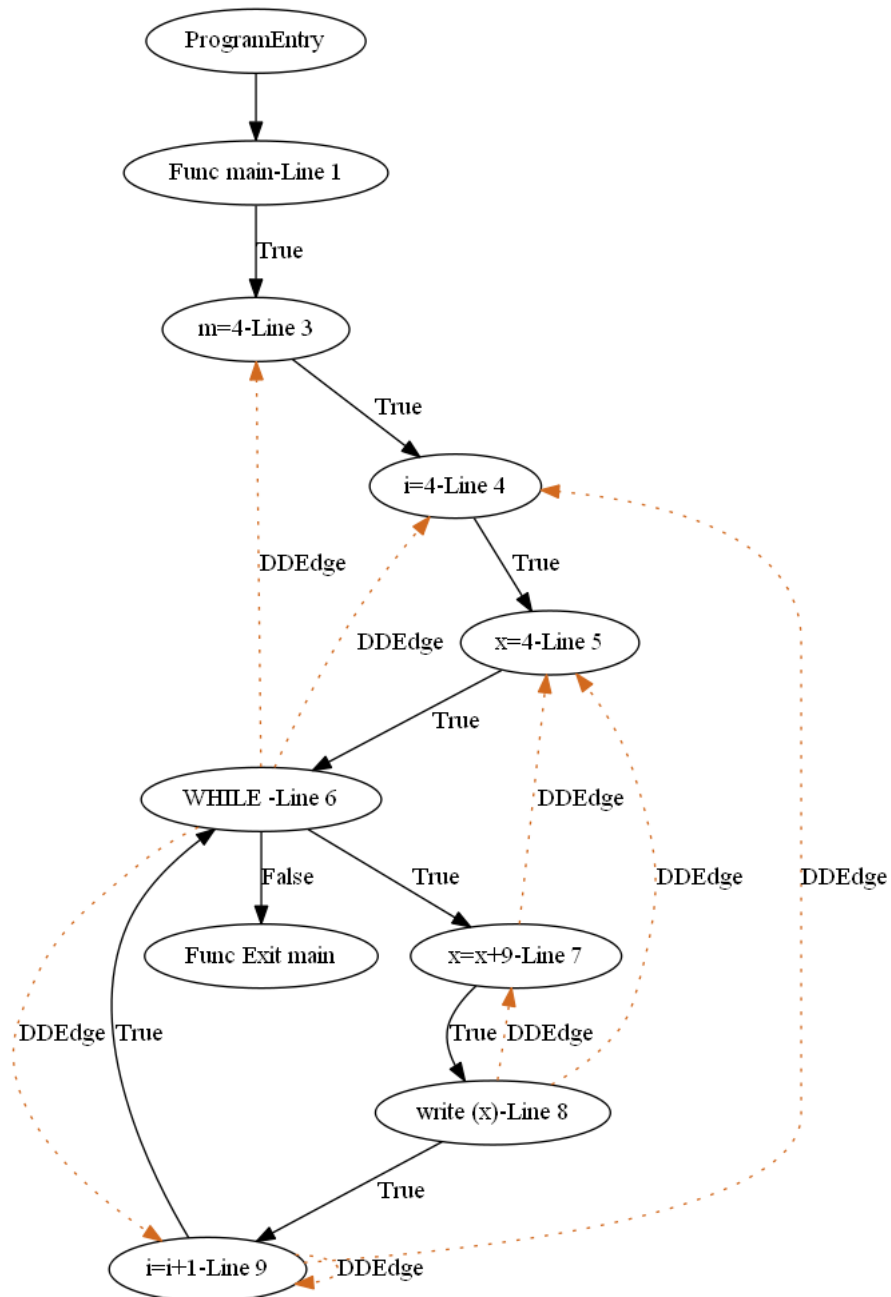 ProgramEntry
Func main-Line 1
True
m=4-Line 3
True
i=4-Line 4
DDEdge
True
DDEdge
x=4-Line 5
True
WHILE -Line 6
DDEdge
False
True
DDEdge
DDEdge
Func Exit main
x=x+9-Line 7
DDEdge
True
True
DDEdge
write (x)-Line 8
True
i=i+1-Line 9
DDEdge